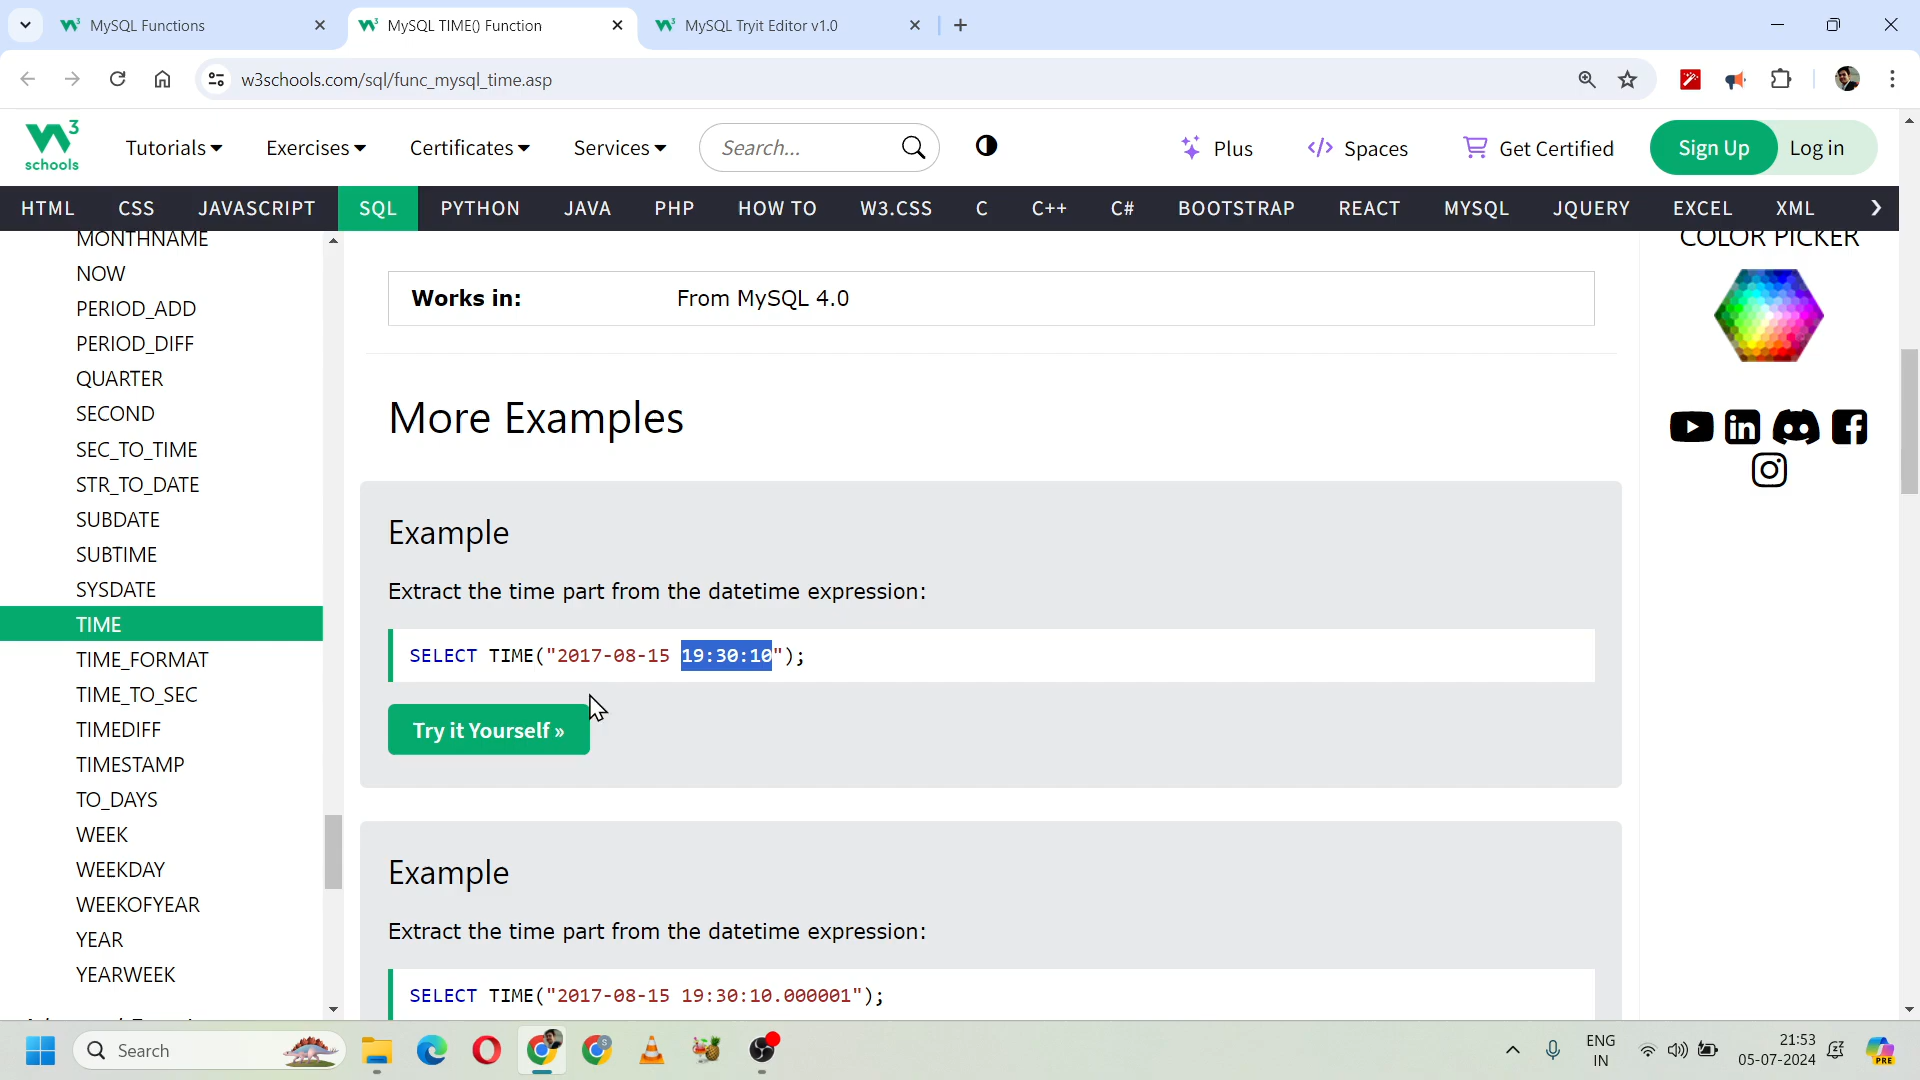 MySQL Functions
MySQL TIME() Function
MySQL Tryit Editor v1.0
w3schools.com/sql/func_mysql_time.asp
3
schools
Tutorials
Exercises
Certificates
Services
Search...
Plus
Spaces
Get Certified
Sign Up
Log in
HTML
CSS
JAVASCRIPT
SQL
PYTHON
JAVA
PHP
HOW TO
W3.CSS
C
C++
C#
BOOTSTRAP
REACT
MYSQL
JQUERY
EXCEL
XML
MONTHNAME
NOW
PERIOD_ADD
PERIOD_DIFF
QUARTER
SECOND
SEC_TO_TIME
STR_TO_DATE
SUBDATE
SUBTIME
SYSDATE
TIME
TIME_FORMAT
TIME_TO_SEC
TIMEDIFF
TIMESTAMP
TO_DAYS
WEEK
WEEKDAY
WEEKOFYEAR
YEAR
YEARWEEK
Works in: From MySQL 4.0
More Examples
Example
Extract the time part from the datetime expression:
SELECT TIME("2017-08-15 19:30:10");
Try it Yourself »
Example
Extract the time part from the datetime expression:
SELECT TIME("2017-08-15 19:30:10.000001");
COLOR PICKER
Search
ENG
IN
21:53
05-07-2024
PRE